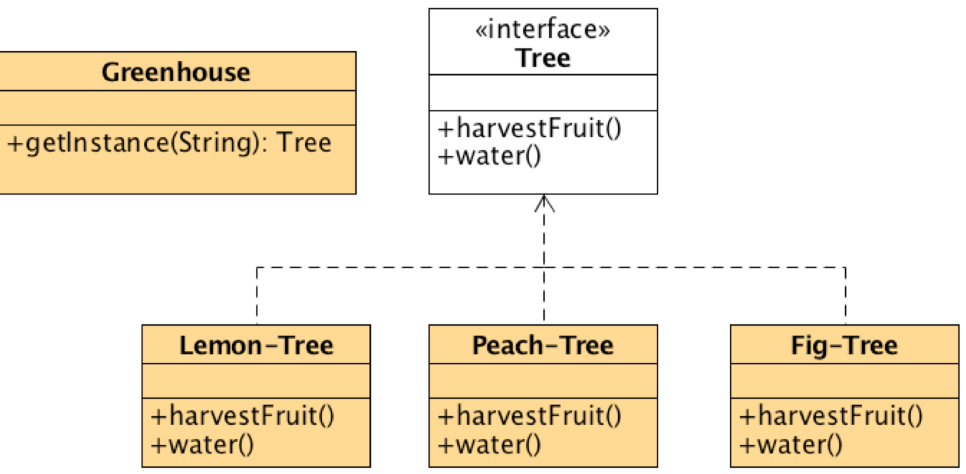 Greenhouse
+getInstance(String): Tree
«interface»
Tree
+harvestFruit()
+water()
Lemon-Tree
+harvestFruit()
+water()
Peach-Tree
+harvestFruit()
+water()
Fig-Tree
+harvestFruit()
+water()